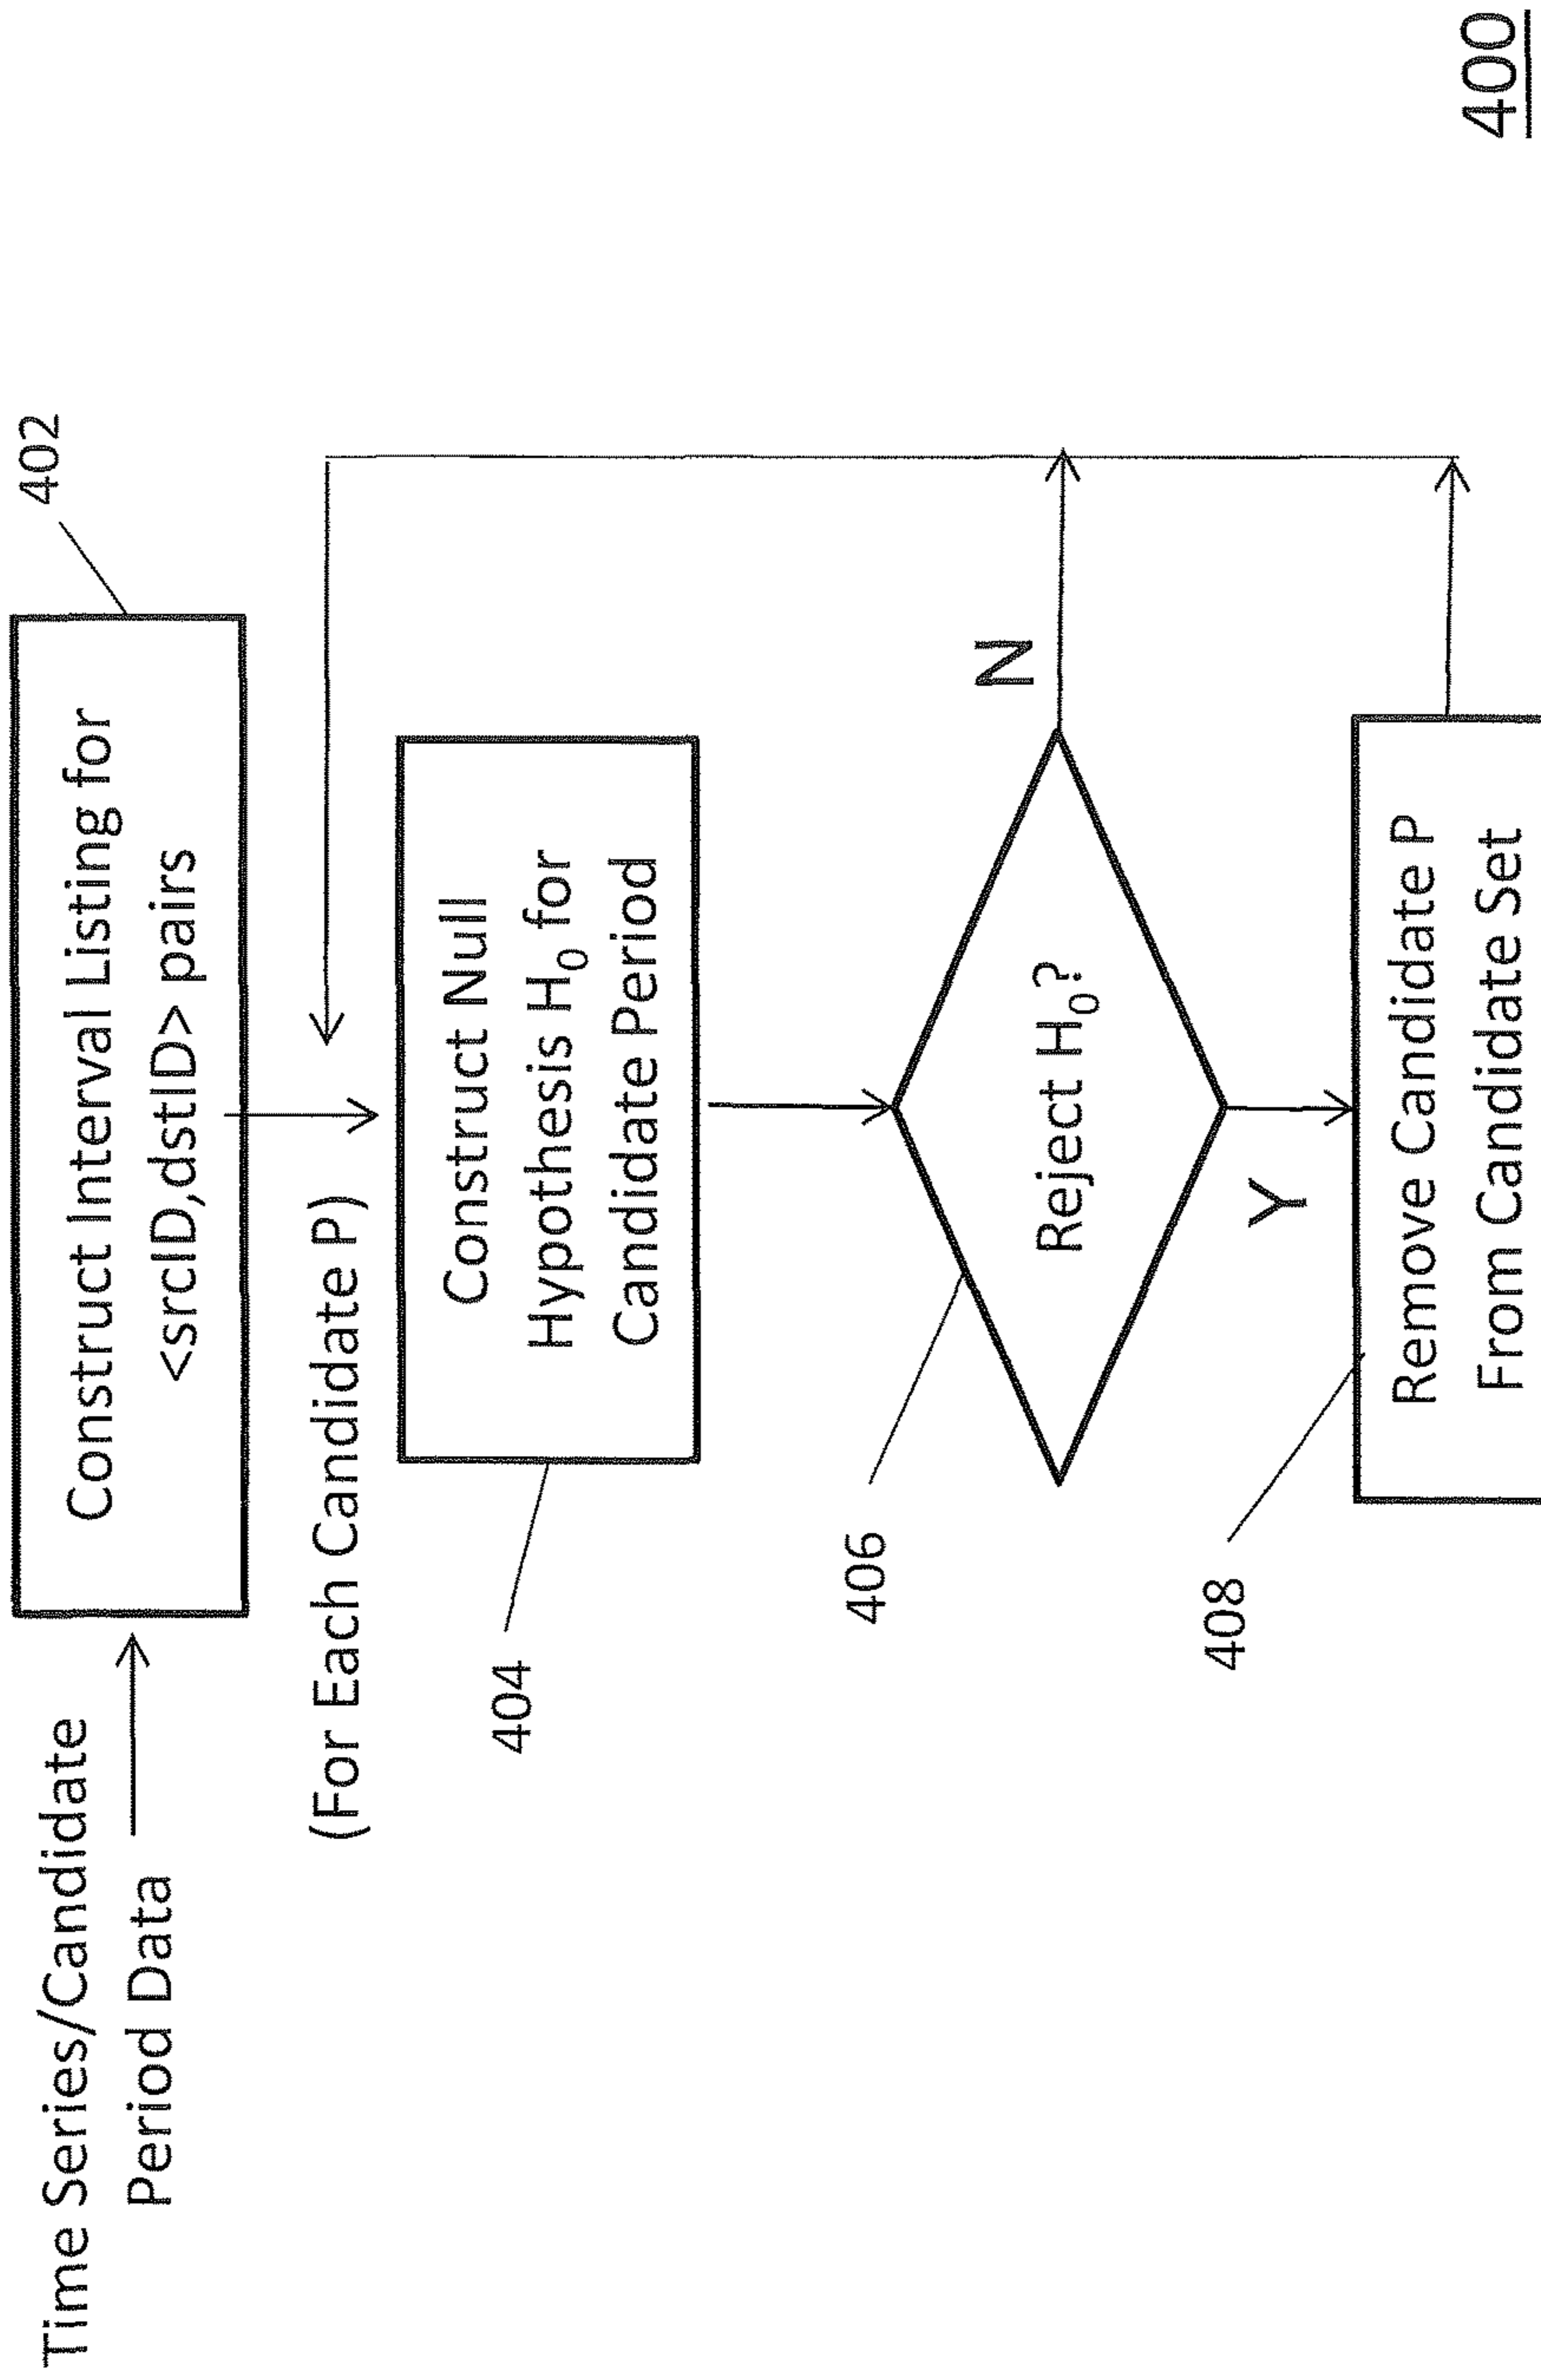 Time Series/Candidate
Period Data
Construct Interval Listing for
<srcID,dstID> pairs
402
(For Each Candidate P)
404
Construct Null
Hypothesis H₀ for
Candidate Period
406
Reject H₀?
N
Y
408
Remove Candidate P
From Candidate Set
400